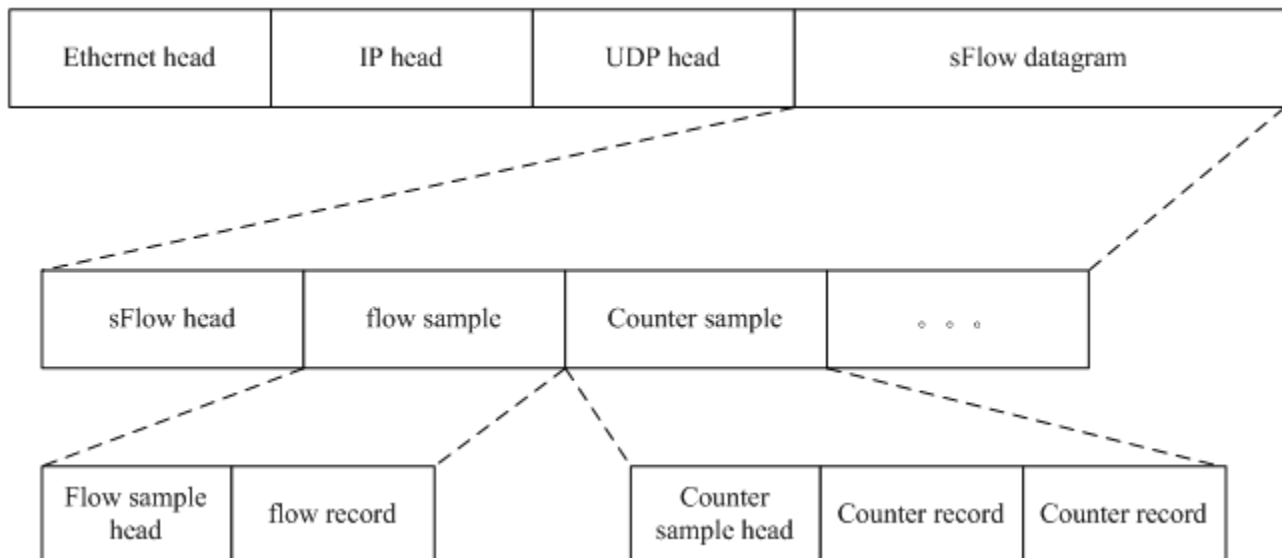 Ethernet head
IP head
UDP head
sFlow datagram
sFlow head
flow sample
Counter sample
。。。
Flow sample
head
flow record
Counter
sample head
Counter record
Counter record